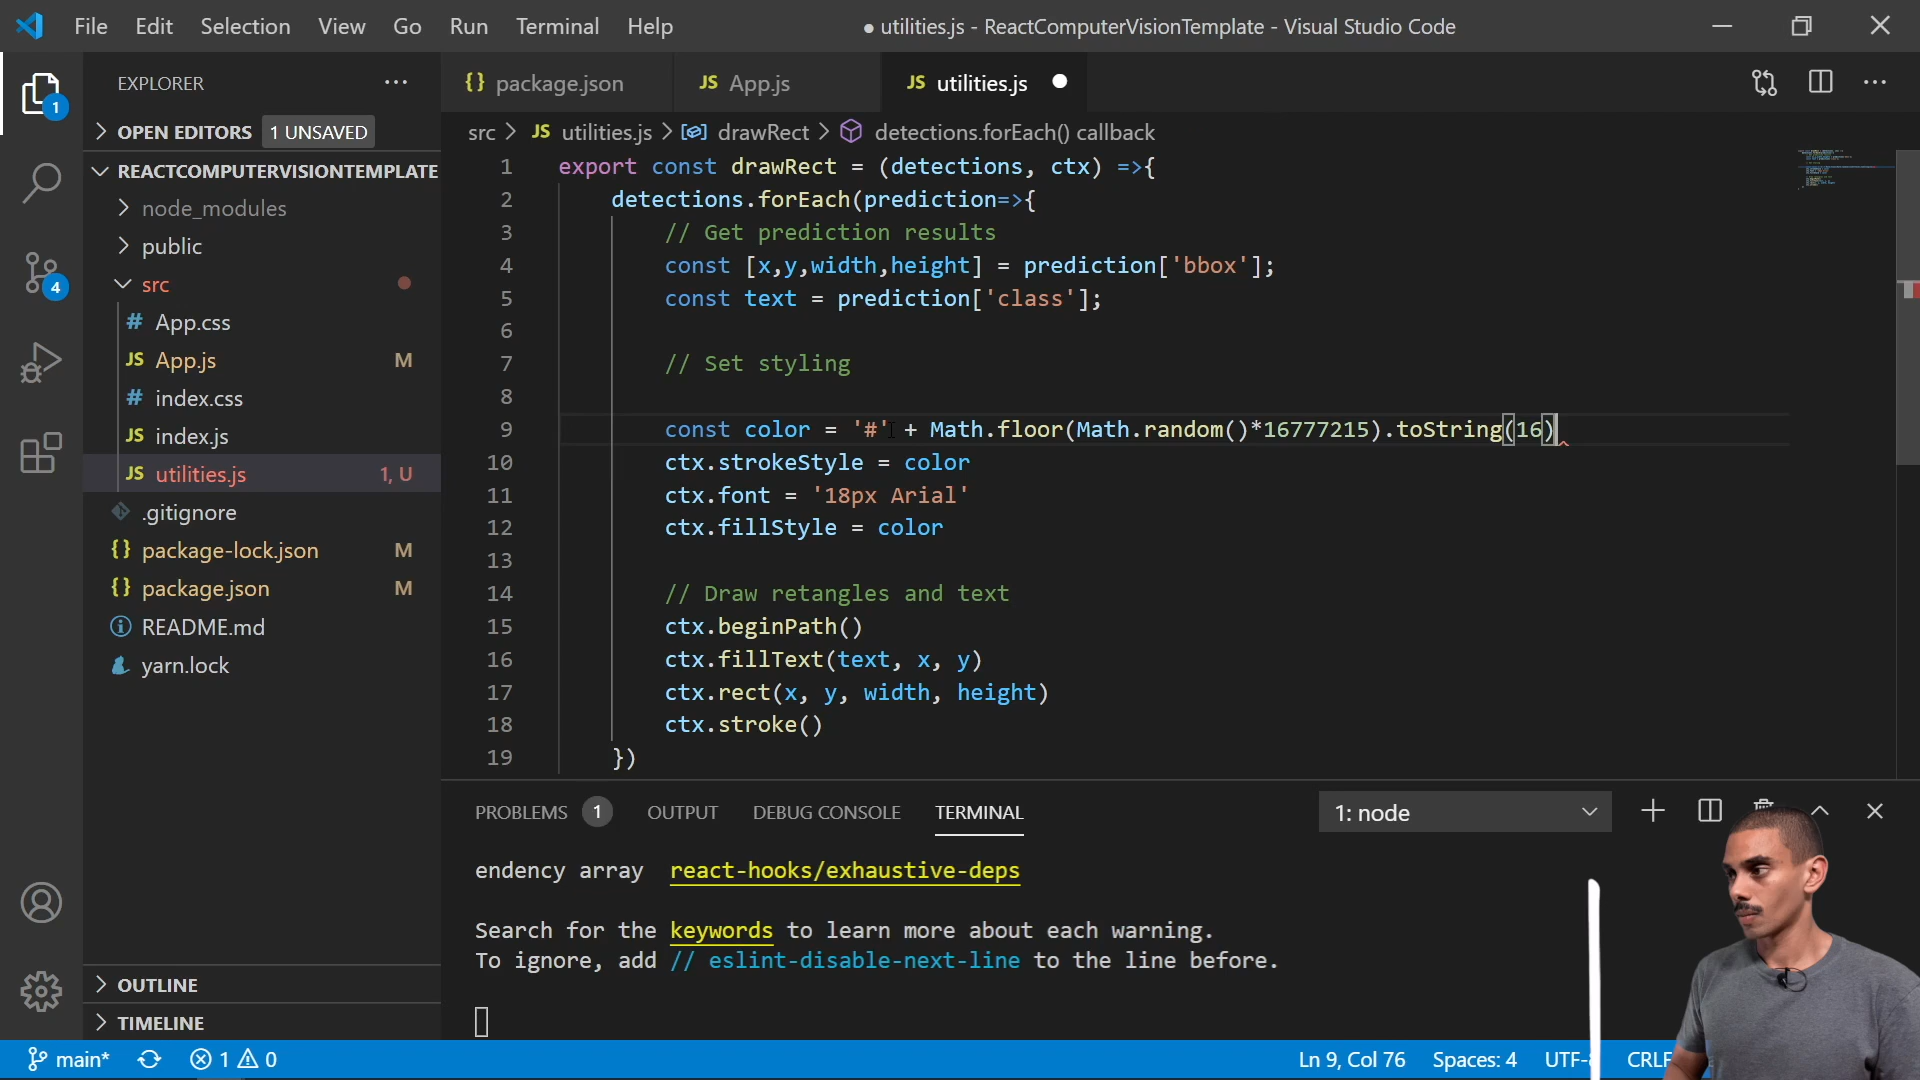 File Edit Selection View Go Run Terminal Help
● utilities.js - ReactComputerVisionTemplate - Visual Studio Code
EXPLORER ...
{} package.json
JS App.js
JS utilities.js ●
OPEN EDITORS 1 UNSAVED
REACTCOMPUTERVISIONTEMPLATE
node_modules
public
src
# App.css
JS App.js M
# index.css
JS index.js
JS utilities.js 1, U
.gitignore
{} package-lock.json M
{} package.json M
README.md
yarn.lock
OUTLINE
TIMELINE
1
4
src > JS utilities.js > drawRect > detections.forEach() callback
1 export const drawRect = (detections, ctx) =>{
2 detections.forEach(prediction=>{
3 // Get prediction results
4 const [x,y,width,height] = prediction['bbox'];
5 const text = prediction['class'];
6
7 // Set styling
8
9 const color = '#' + Math.floor(Math.random()*16777215).toString(16)
10 ctx.strokeStyle = color
11 ctx.font = '18px Arial'
12 ctx.fillStyle = color
13
14 // Draw retangles and text
15 ctx.beginPath()
16 ctx.fillText(text, x, y)
17 ctx.rect(x, y, width, height)
18 ctx.stroke()
19 })
PROBLEMS 1 OUTPUT DEBUG CONSOLE TERMINAL 1: node
endency array react-hooks/exhaustive-deps
Search for the keywords to learn more about each warning.
To ignore, add // eslint-disable-next-line to the line before.
main* 1 0 Ln 9, Col 76 Spaces: 4 CRLF